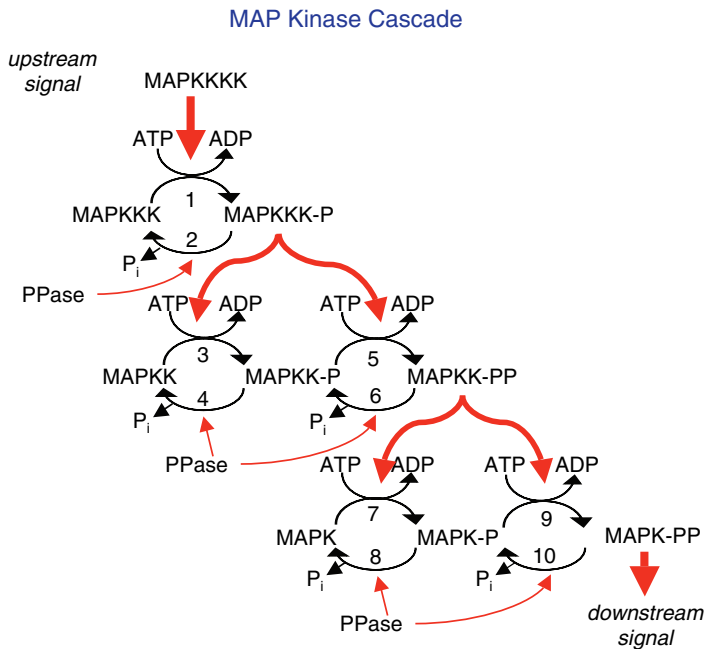 MAP Kinase Cascade
upstream
signal
MAPKKKK
ATP
ADP
1
MAPKKK
MAPKKK-P
2
Pi
PPase
ATP
ADP
ATP
ADP
3
5
MAPKK
MAPKK-P
MAPKK-PP
4
6
Pi
Pi
PPase
ATP
ADP
ATP
ADP
7
9
MAPK
MAPK-P
MAPK-PP
8
10
Pi
Pi
PPase
downstream
signal